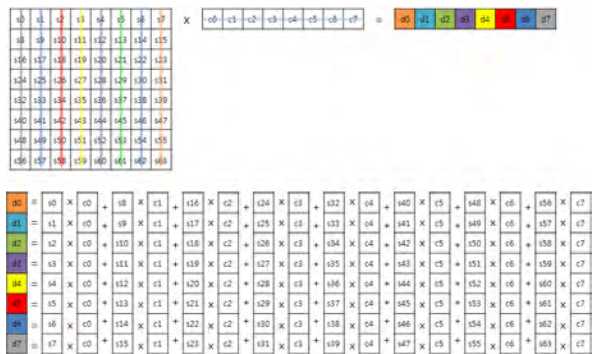 s0 s1 s2 s3 s4 s5 s6 s7 x c0 c1 c2 c3 c4 c5 c6 c7 = d0 d1 d2 d3 d4 d5 d6 d7
s8 s9 s10 s11 s12 s13 s14 s15
s16 s17 s18 s19 s20 s21 s22 s23
s24 s25 s26 s27 s28 s29 s30 s31
s32 s33 s34 s35 s36 s37 s38 s39
s40 s41 s42 s43 s44 s45 s46 s47
s48 s49 s50 s51 s52 s53 s54 s55
s56 s57 s58 s59 s60 s61 s62 s63
d0 = s0 x c0 + s8 x c1 + s16 x c2 + s24 x c3 + s32 x c4 + s40 x c5 + s48 x c6 + s56 x c7
d1 = s1 x c0 + s9 x c1 + s17 x c2 + s25 x c3 + s33 x c4 + s41 x c5 + s49 x c6 + s57 x c7
d2 = s2 x c0 + s10 x c1 + s18 x c2 + s26 x c3 + s34 x c4 + s42 x c5 + s50 x c6 + s58 x c7
d3 = s3 x c0 + s11 x c1 + s19 x c2 + s27 x c3 + s35 x c4 + s43 x c5 + s51 x c6 + s59 x c7
d4 = s4 x c0 + s12 x c1 + s20 x c2 + s28 x c3 + s36 x c4 + s44 x c5 + s52 x c6 + s60 x c7
d5 = s5 x c0 + s13 x c1 + s21 x c2 + s29 x c3 + s37 x c4 + s45 x c5 + s53 x c6 + s61 x c7
d6 = s6 x c0 + s14 x c1 + s22 x c2 + s30 x c3 + s38 x c4 + s46 x c5 + s54 x c6 + s62 x c7
d7 = s7 x c0 + s15 x c1 + s23 x c2 + s31 x c3 + s39 x c4 + s47 x c5 + s55 x c6 + s63 x c7